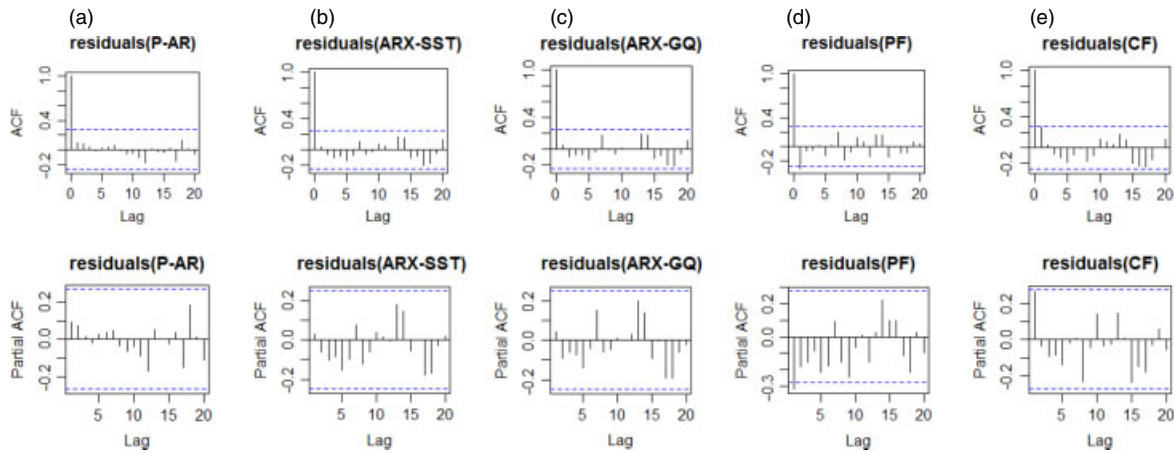 (a)
residuals(P-AR)
ACF
-0.2 0.4 1.0
0 5 10 15 20
Lag
residuals(P-AR)
Partial ACF
-0.2 0.0 0.2
5 10 15 20
Lag
(b)
residuals(ARX-SST)
ACF
-0.2 0.4 1.0
0 5 10 15 20
Lag
residuals(ARX-SST)
Partial ACF
-0.2 0.0 0.2
5 10 15 20
Lag
(c)
residuals(ARX-GQ)
ACF
-0.2 0.4 1.0
0 5 10 15 20
Lag
residuals(ARX-GQ)
Partial ACF
-0.2 0.0 0.2
5 10 15 20
Lag
(d)
residuals(PF)
ACF
-0.2 0.4 1.0
0 5 10 15 20
Lag
residuals(PF)
Partial ACF
-0.3 0.0 0.2
5 10 15 20
Lag
(e)
residuals(CF)
ACF
-0.2 0.4 1.0
0 5 10 15 20
Lag
residuals(CF)
Partial ACF
-0.2 0.0 0.2
5 10 15 20
Lag